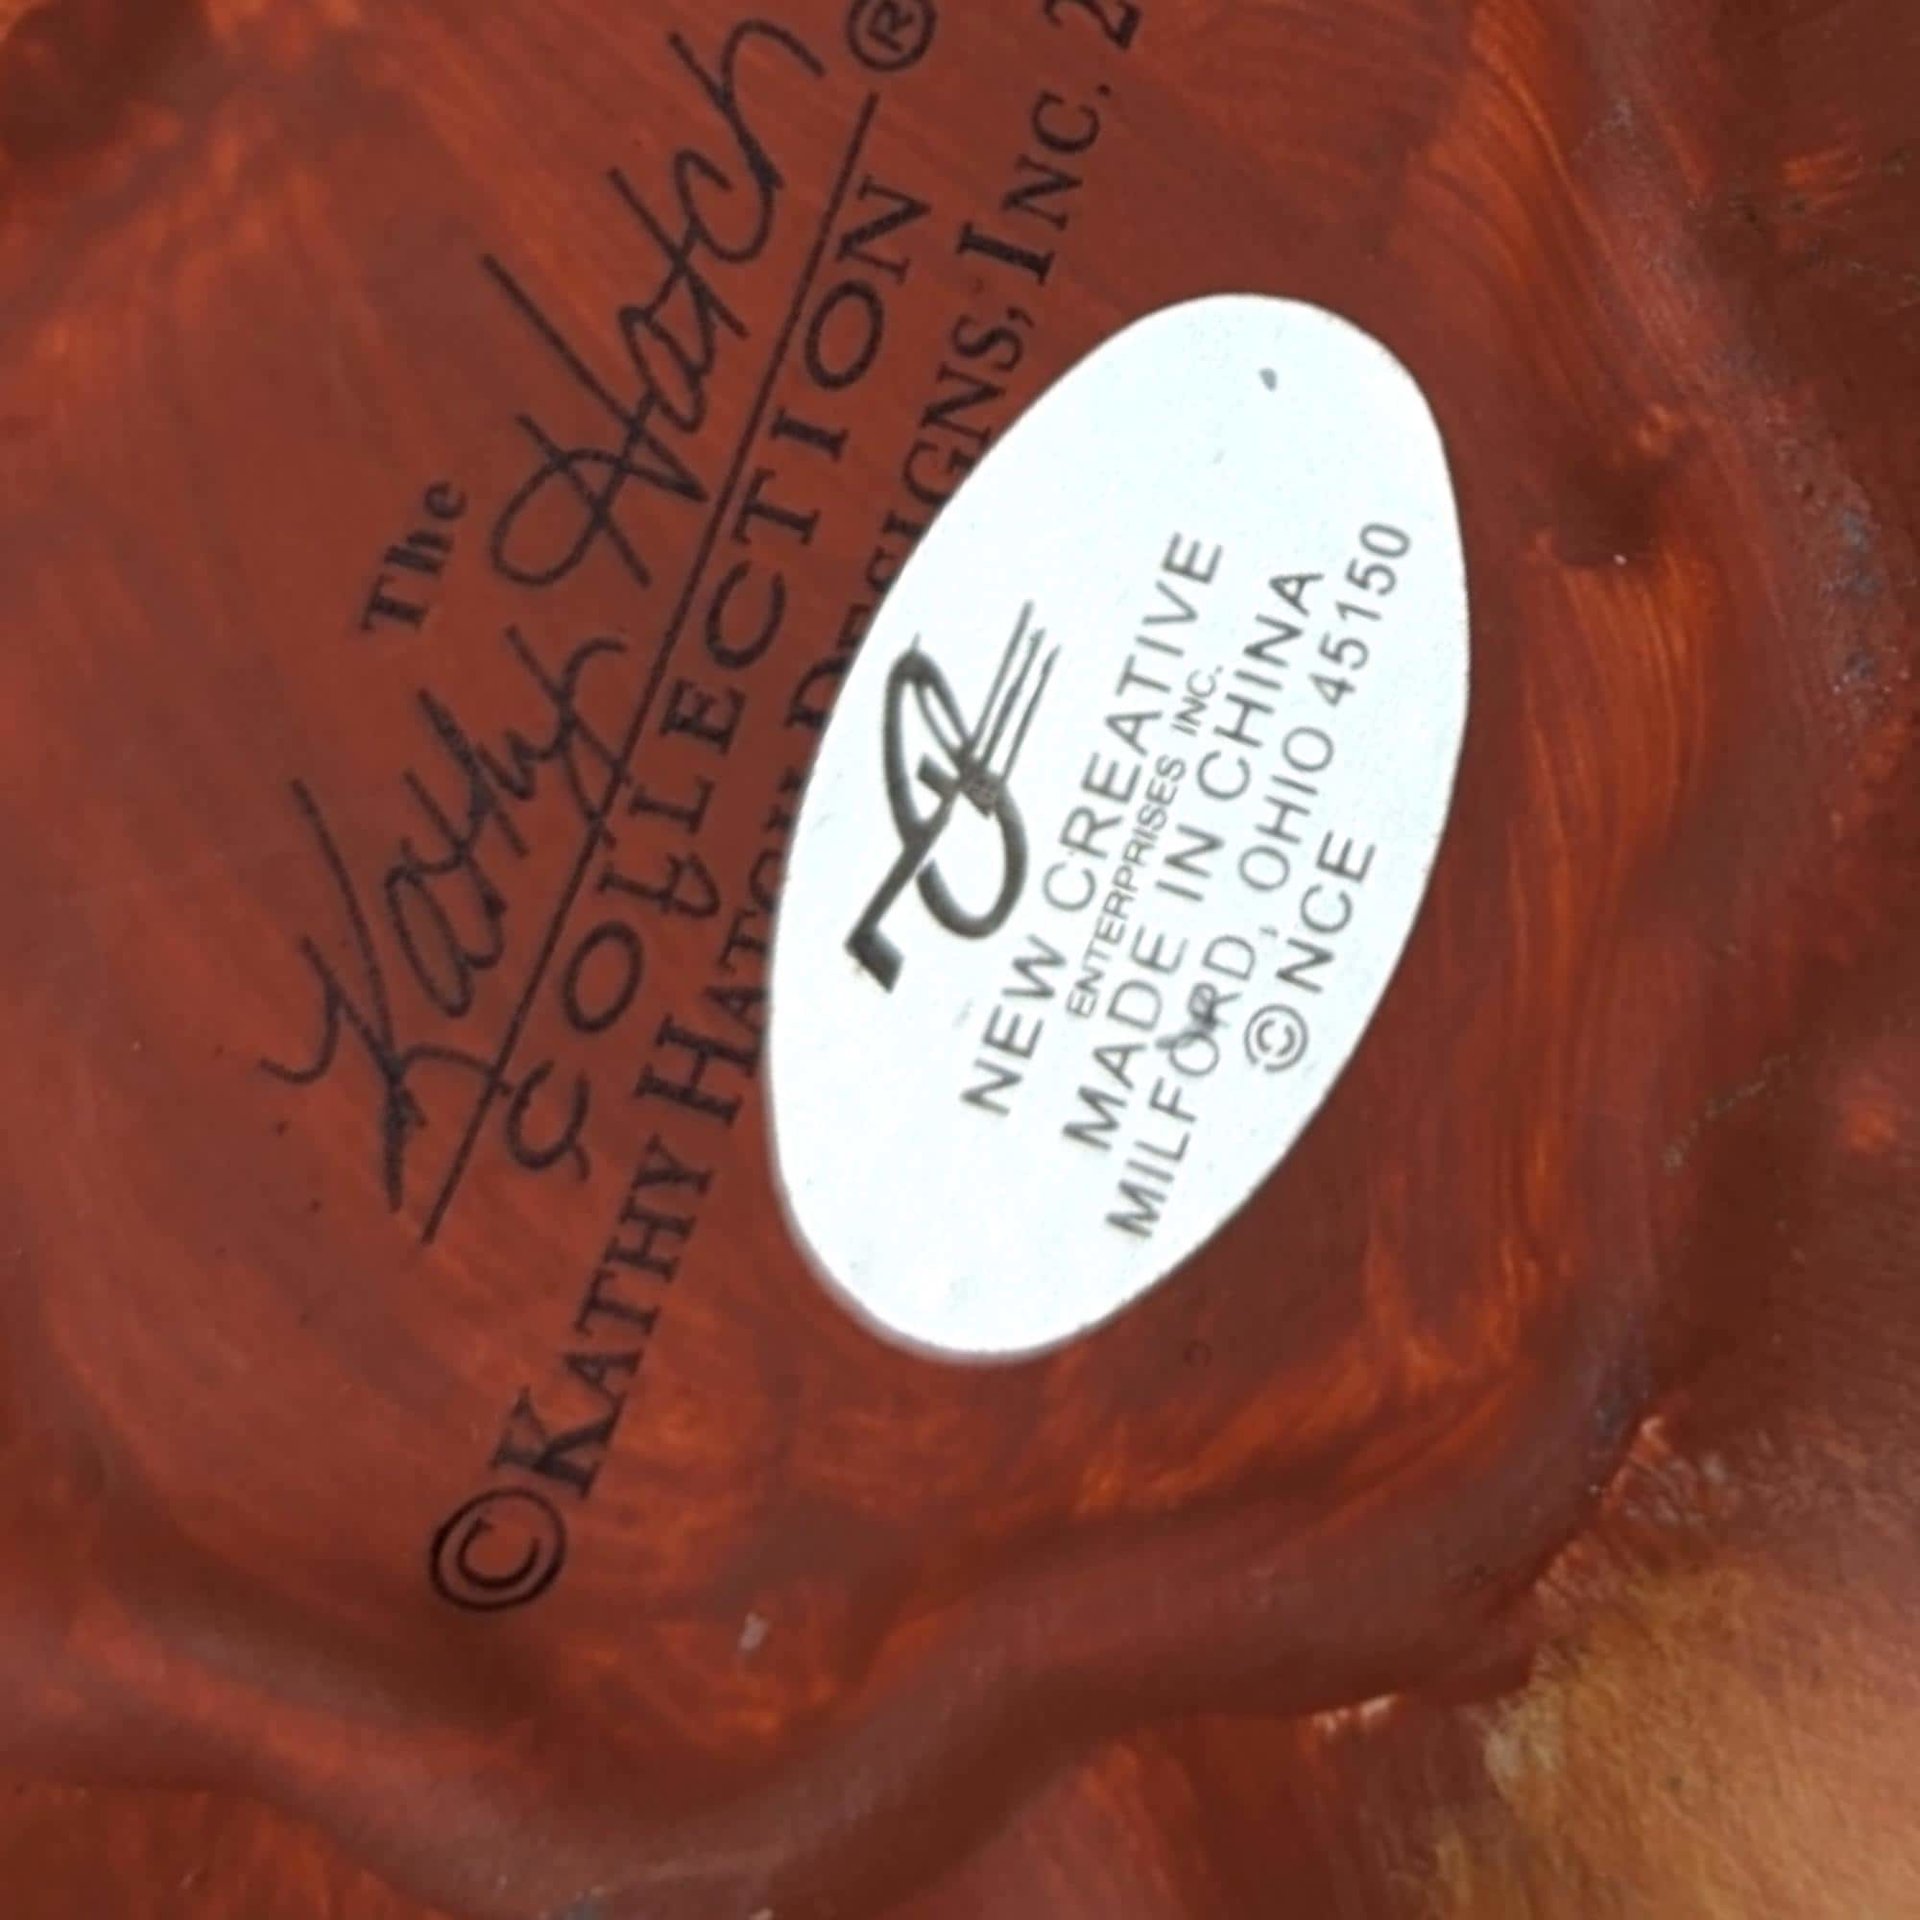 The
Kathy Hatch ®
COLLECTION
©KATHY HATCH DESIGNS, INC. 2
NEW CREATIVE
ENTERPRISES INC.
MADE IN CHINA
MILFORD, OHIO 45150
©NCE